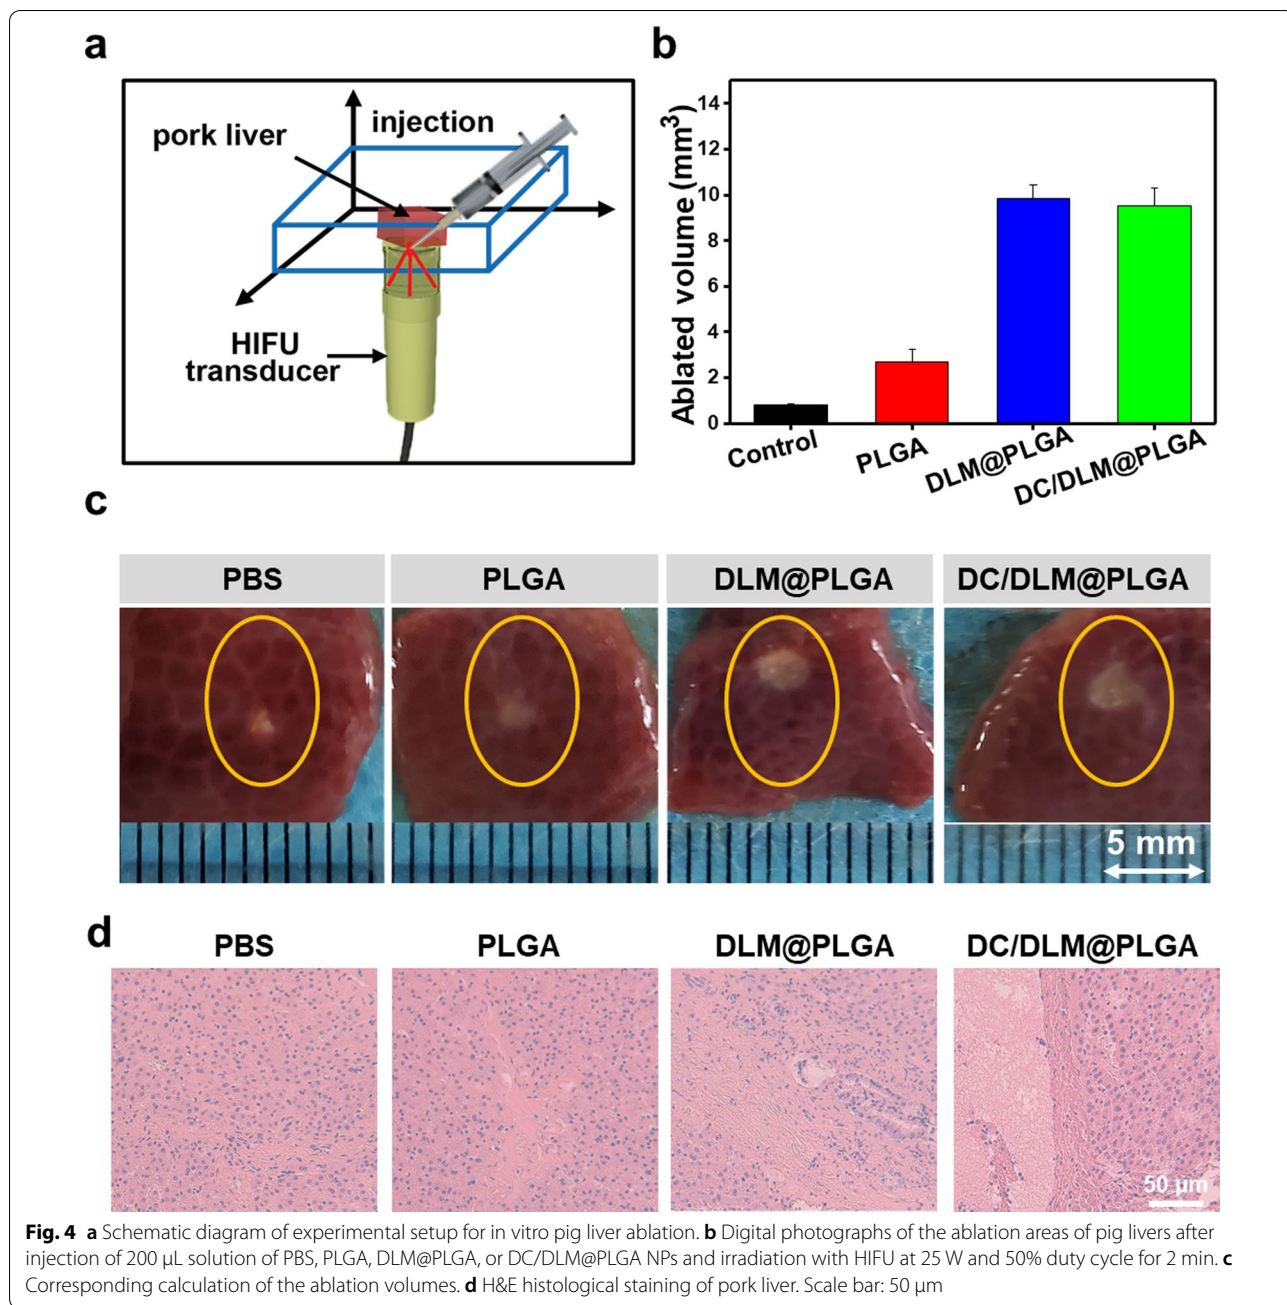 a
injection
pork liver
HIFU
transducer
b
Ablated volume (mm³)
14
12
10
8
6
4
2
0
Control
PLGA
DLM@PLGA
DC/DLM@PLGA
c
PBS
PLGA
DLM@PLGA
DC/DLM@PLGA
5 mm
d
PBS
PLGA
DLM@PLGA
DC/DLM@PLGA
50 µm
Fig. 4 a Schematic diagram of experimental setup for in vitro pig liver ablation. b Digital photographs of the ablation areas of pig livers after
injection of 200 µL solution of PBS, PLGA, DLM@PLGA, or DC/DLM@PLGA NPs and irradiation with HIFU at 25 W and 50% duty cycle for 2 min. c
Corresponding calculation of the ablation volumes. d H&E histological staining of pork liver. Scale bar: 50 µm